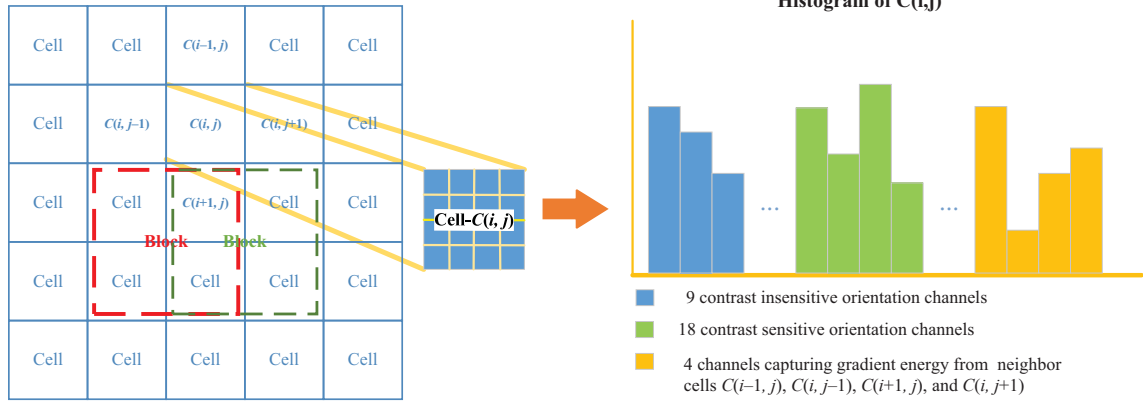 Histogram of C(i,j)
Cell Cell C(i–1, j) Cell Cell
Cell C(i, j–1) C(i, j) C(i, j+1) Cell
Cell C(i+1, j) Cell Cell
Cell-C(i, j)
... ...
Block Block
Cell Cell Cell Cell Cell
Cell Cell Cell Cell Cell
9 contrast insensitive orientation channels
18 contrast sensitive orientation channels
4 channels capturing gradient energy from neighbor
cells C(i–1, j), C(i, j–1), C(i+1, j), and C(i, j+1)